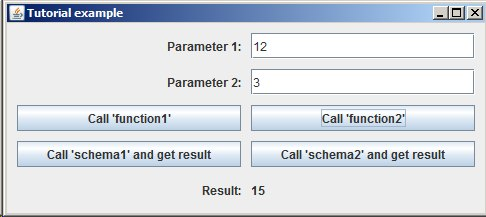 Tutorial example
Parameter 1: 12
Parameter 2: 3
Call 'function1' Call 'function2'
Call 'schema1' and get result Call 'schema2' and get result
Result: 15